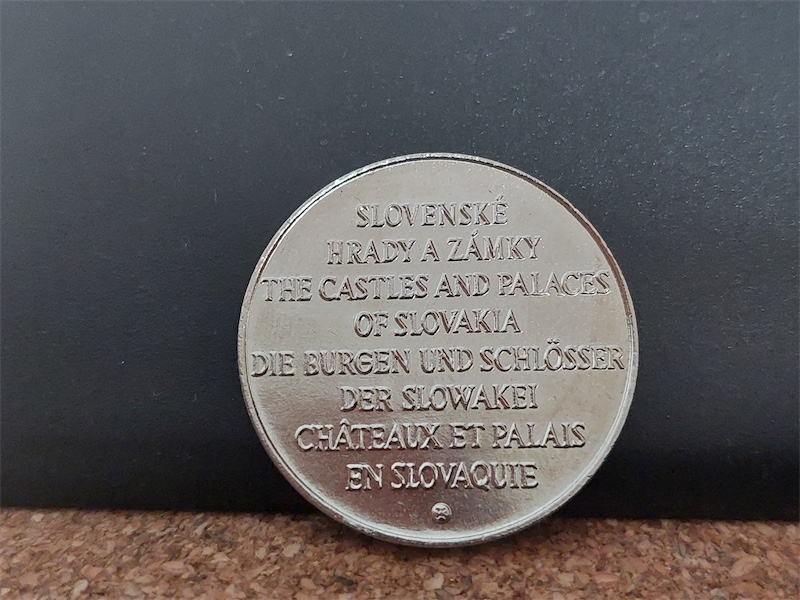 SLOVENSKÉ
HRADY A ZÁMKY
THE CASTLES AND PALACES
OF SLOVAKIA
DIE BURGEN UND SCHLÖSSER
DER SLOWAKEI
CHÂTEAUX ET PALAIS
EN SLOVAQUIE